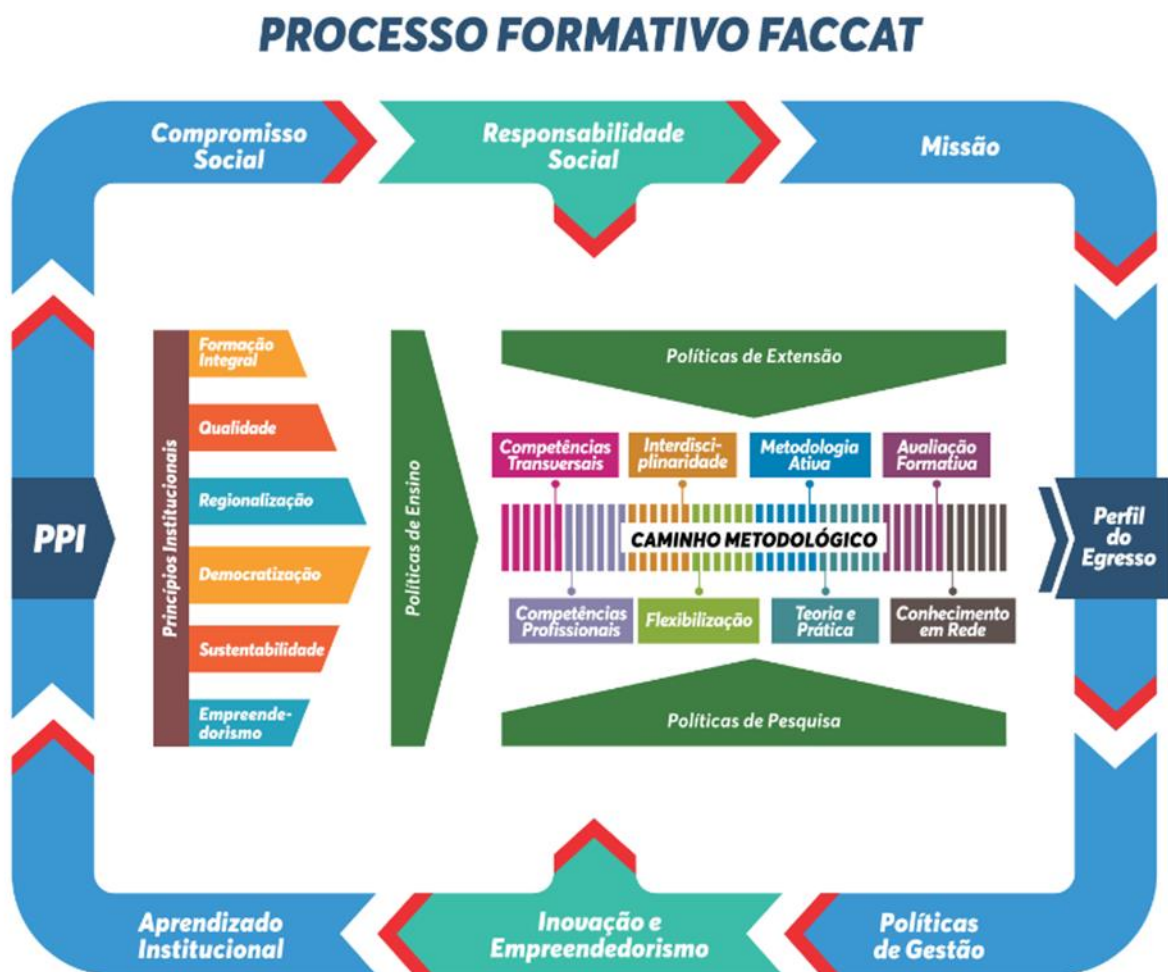 PROCESSO FORMATIVO FACCAT
Compromisso
Social
Responsabilidade
Social
Missão
PPI
Princípios Institucionais
Formação
Integral
Qualidade
Regionalização
Democratização
Sustentabilidade
Empreende-
dorismo
Políticas de Ensino
Políticas de Extensão
Competências
Transversais
Interdisci-
plinaridade
Metodologia
Ativa
Avaliação
Formativa
CAMINHO METODOLÓGICO
Competências
Profissionais
Flexibilização
Teoria e
Prática
Conhecimento
em Rede
Políticas de Pesquisa
Perfil
do
Egresso
Aprendizado
Institucional
Inovação e
Empreendedorismo
Políticas
de Gestão